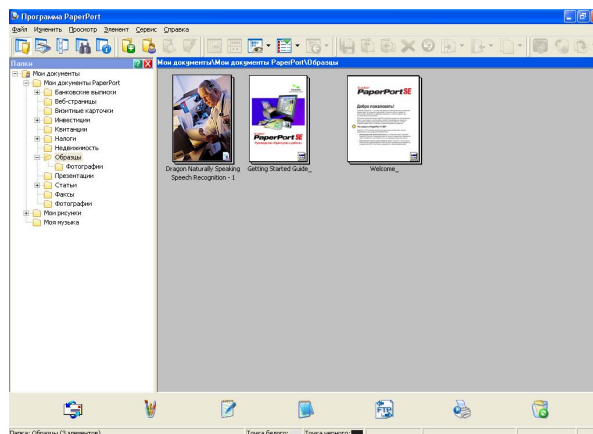 Программа PaperPort
Файл Изменить Просмотр Элемент Сервис Справка
Папки
Мои документы\Мои документы PaperPort\Образцы
Мои документы
Мои документы PaperPort
Банковские выписки
Веб-страницы
Визитные карточки
Инвестиции
Квитанции
Налоги
Недвижимость
Образцы
Фотографии
Презентации
Статьи
Факсы
Фотографии
Мои рисунки
Моя музыка
PaperPort SE
PaperPort SE
Добро пожаловать!
Dragon Naturally Speaking
Speech Recognition - 1
Getting Started Guide_
Welcome_
FTP
Папка: Образцы (3 элементов)
Точка белого:
Точка черного: